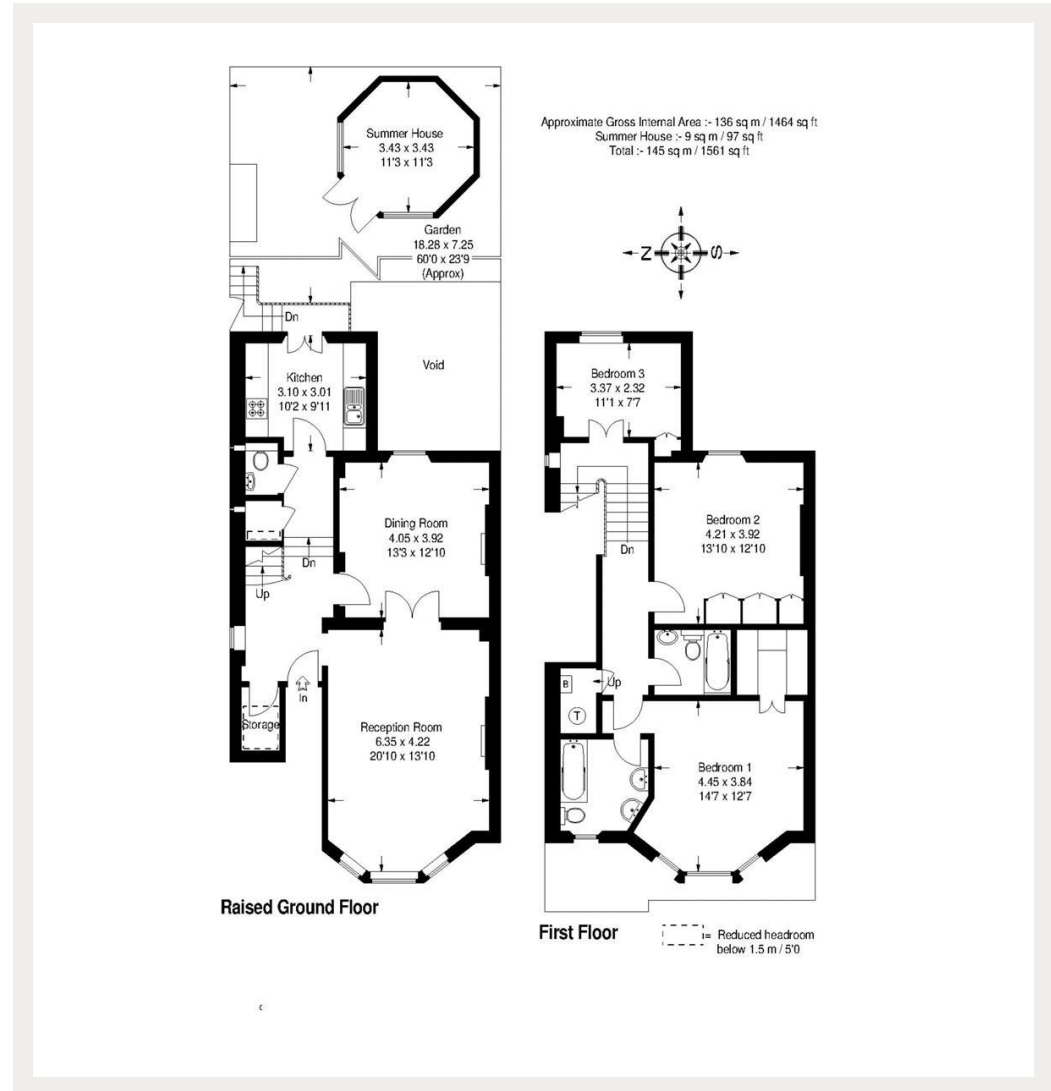 Summer House
3.43 x 3.43
11'3 x 11'3
Approximate Gross Internal Area :- 136 sq m / 1464 sq ft
Summer House :- 9 sq m / 97 sq ft
Total :- 145 sq m / 1561 sq ft
Garden
18.28 x 7.25
60'0 x 23'9
(Approx)
N
S
Dn
Kitchen
3.10 x 3.01
10'2 x 9'11
Void
Dining Room
4.05 x 3.92
13'3 x 12'10
Dn
Up
In
Storage
Reception Room
6.35 x 4.22
20'10 x 13'10
Raised Ground Floor
Bedroom 3
3.37 x 2.32
11'1 x 7'7
Bedroom 2
4.21 x 3.92
13'10 x 12'10
Dn
Up
B
T
Bedroom 1
4.45 x 3.84
14'7 x 12'7
First Floor
= Reduced headroom
below 1.5 m / 5'0
c